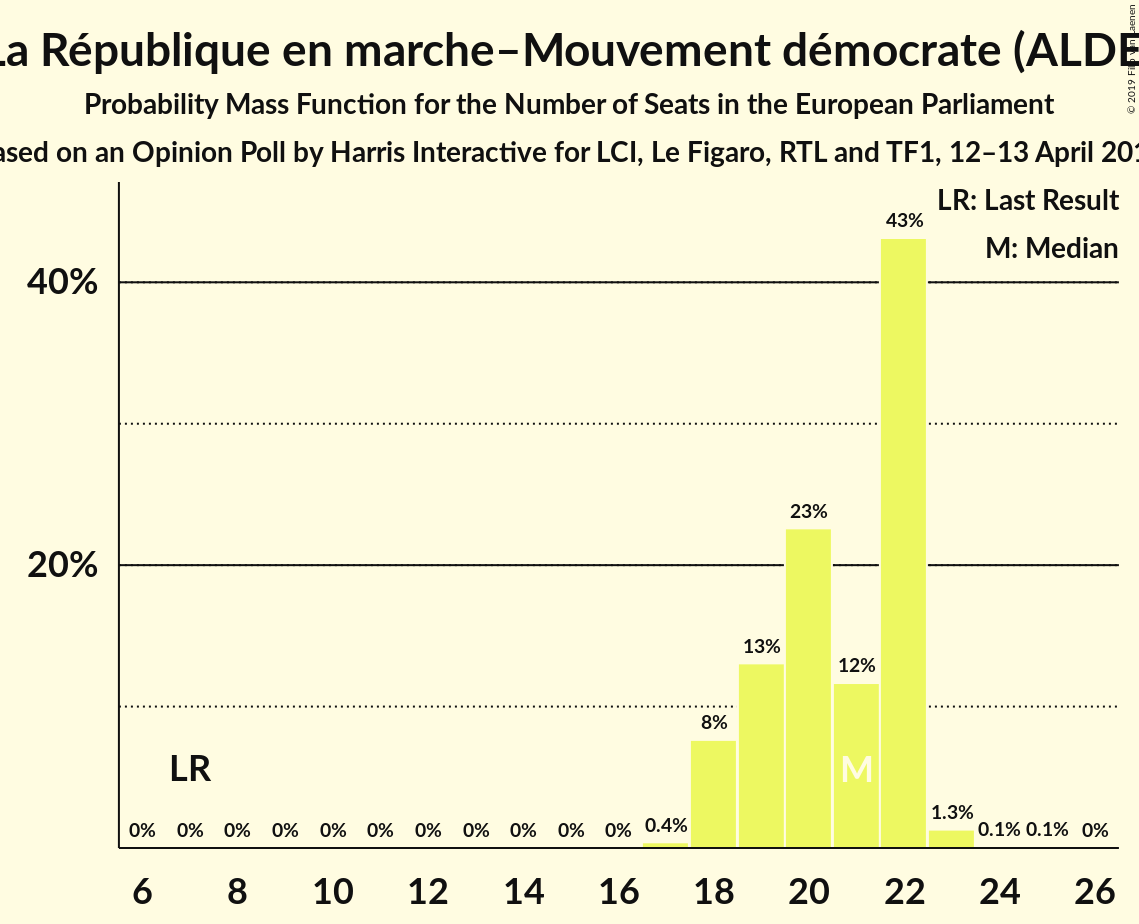 La République en marche–Mouvement démocrate (ALDE
Probability Mass Function for the Number of Seats in the European Parliament
ased on an Opinion Poll by Harris Interactive for LCI, Le Figaro, RTL and TF1, 12–13 April 201
LR: Last Result
M: Median
43%
40%
23%
20%
13%
12%
8%
LR
M
0% 0% 0% 0% 0% 0% 0% 0% 0% 0% 0% 0.4% 1.3% 0.1% 0.1% 0%
6 8 10 12 14 16 18 20 22 24 26
© 2019